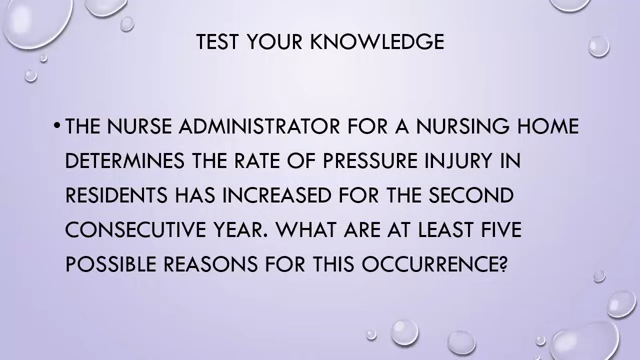 TEST YOUR KNOWLEDGE
• THE NURSE ADMINISTRATOR FOR A NURSING HOME
DETERMINES THE RATE OF PRESSURE INJURY IN
RESIDENTS HAS INCREASED FOR THE SECOND
CONSECUTIVE YEAR. WHAT ARE AT LEAST FIVE
POSSIBLE REASONS FOR THIS OCCURRENCE?